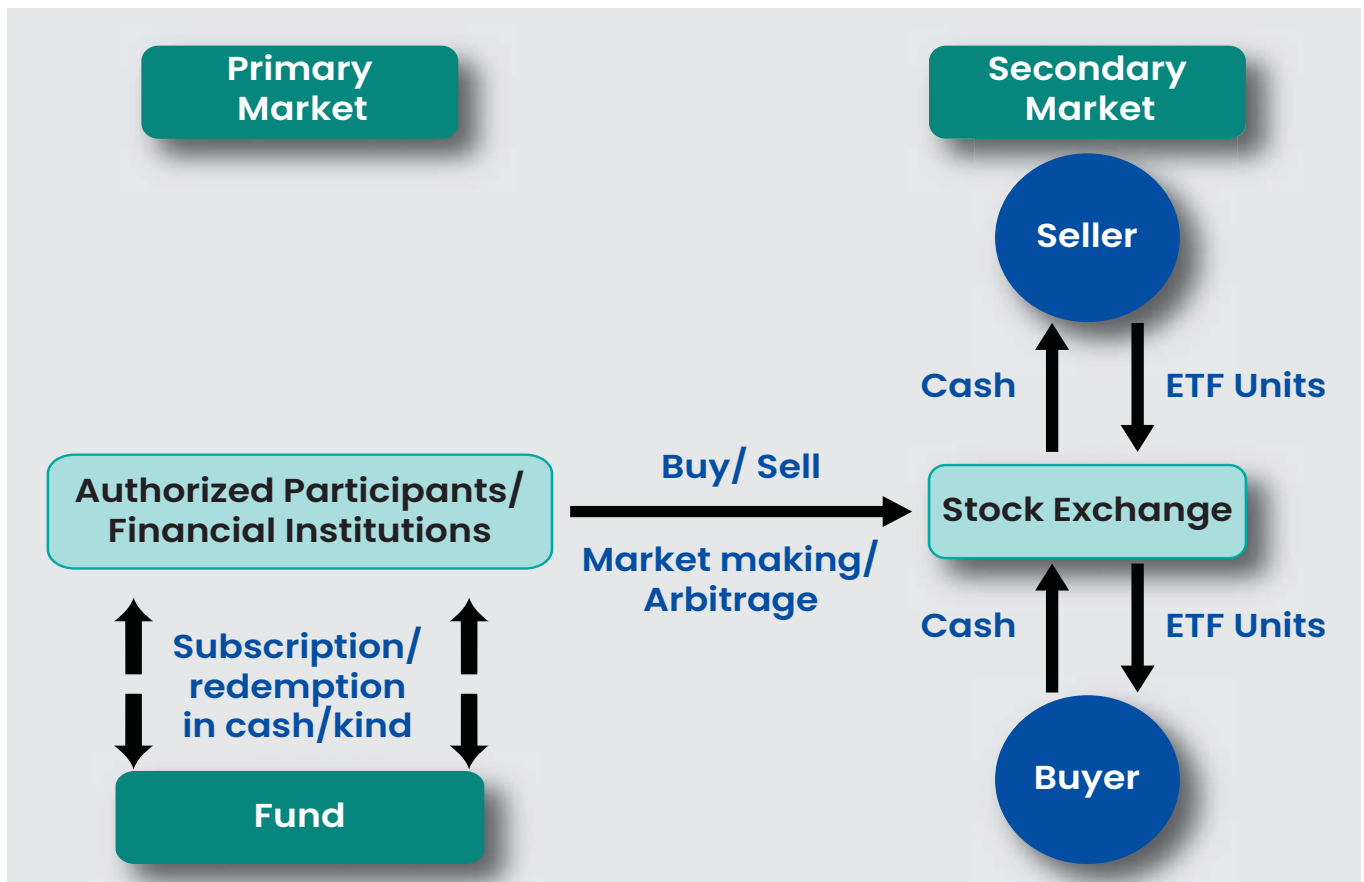 Primary
Market
Secondary
Market
Seller
Cash
ETF Units
Authorized Participants/
Financial Institutions
Buy/ Sell
Market making/
Arbitrage
Stock Exchange
Cash
ETF Units
Subscription/
redemption
in cash/kind
Fund
Buyer